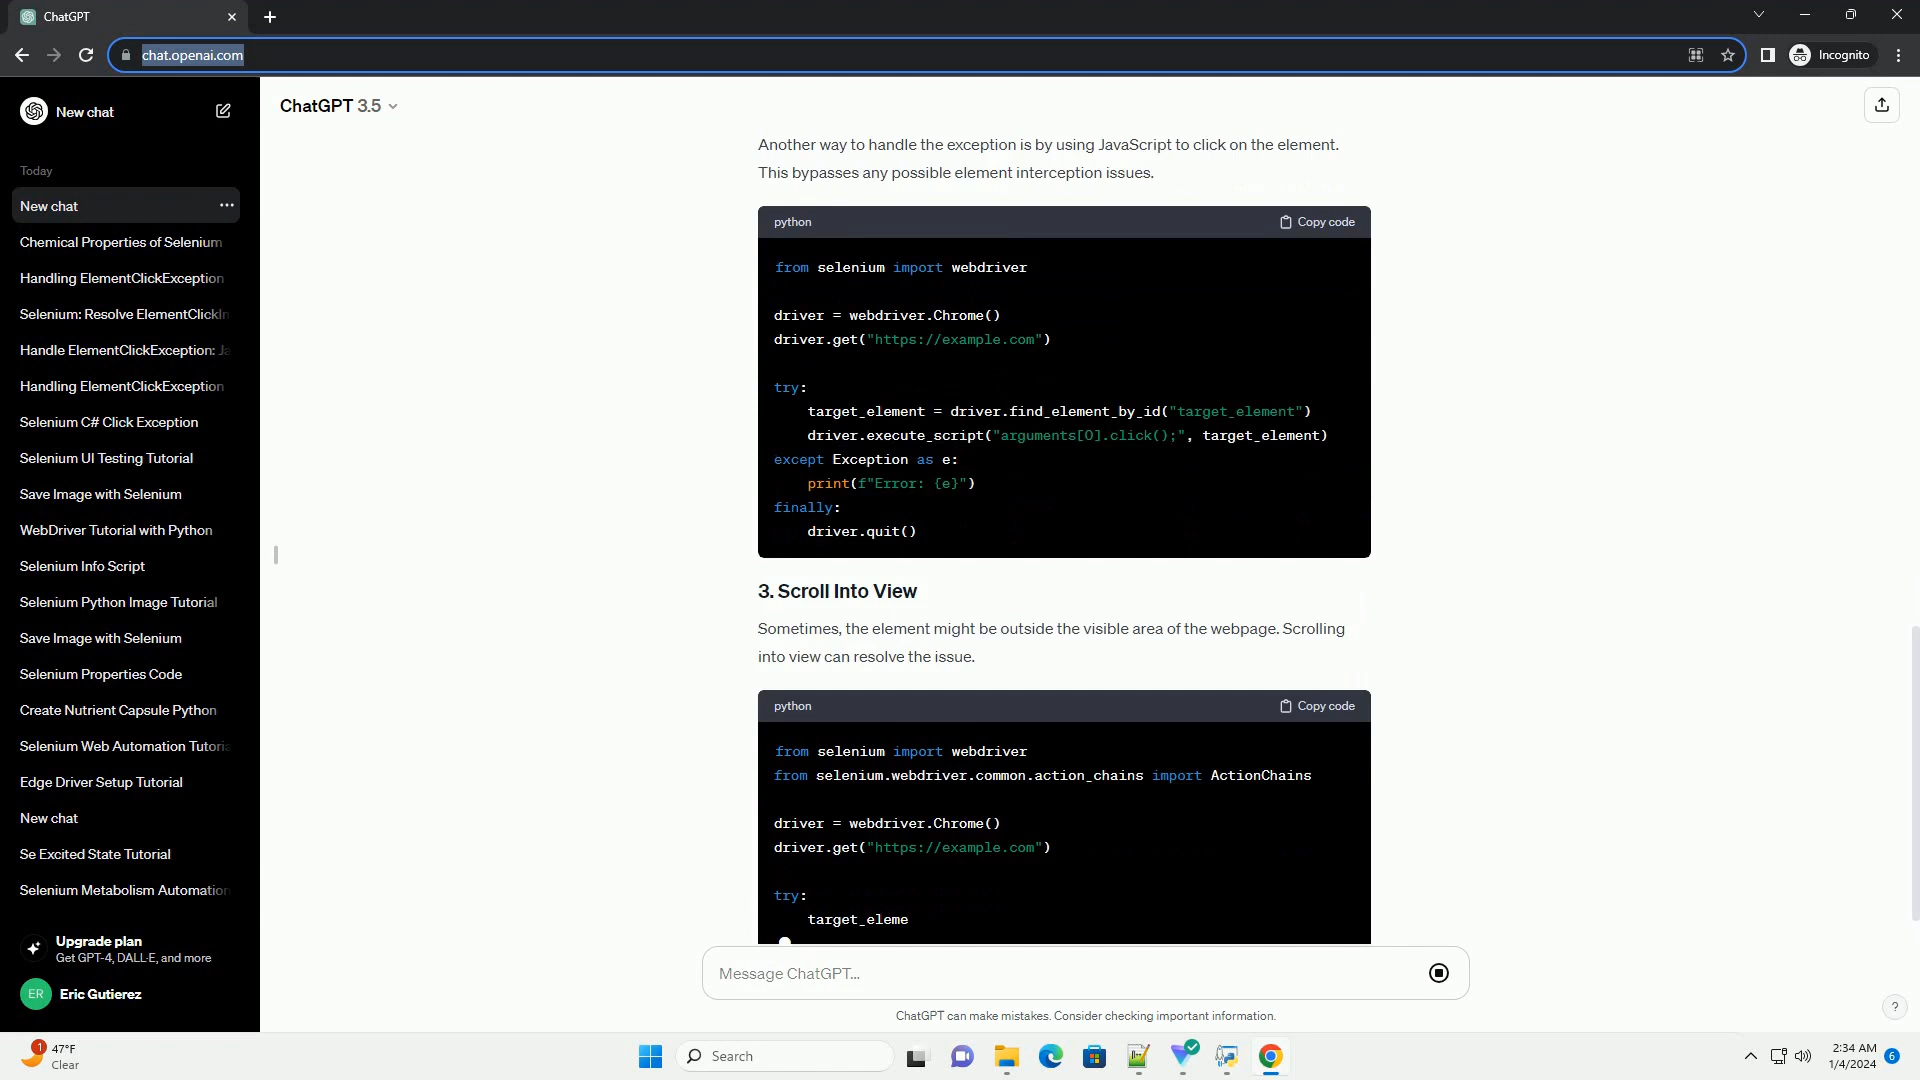 ChatGPT
chat.openai.com
Incognito
New chat
Today
New chat
Chemical Properties of Selenium
Handling ElementClickException
Selenium: Resolve ElementClickIn
Handle ElementClickException: Ja
Handling ElementClickException
Selenium C# Click Exception
Selenium UI Testing Tutorial
Save Image with Selenium
WebDriver Tutorial with Python
Selenium Info Script
Selenium Python Image Tutorial
Save Image with Selenium
Selenium Properties Code
Create Nutrient Capsule Python
Selenium Web Automation Tutoria
Edge Driver Setup Tutorial
New chat
Se Excited State Tutorial
Selenium Metabolism Automation
Upgrade plan
Get GPT-4, DALL·E, and more
ER
Eric Gutierez
ChatGPT 3.5
Another way to handle the exception is by using JavaScript to click on the element.
This bypasses any possible element interception issues.
python
Copy code
from selenium import webdriver
driver = webdriver.Chrome()
driver.get("https://example.com")
try:
target_element = driver.find_element_by_id("target_element")
driver.execute_script("arguments[0].click();", target_element)
except Exception as e:
print(f"Error: {e}")
finally:
driver.quit()
3. Scroll Into View
Sometimes, the element might be outside the visible area of the webpage. Scrolling
into view can resolve the issue.
python
Copy code
from selenium import webdriver
from selenium.webdriver.common.action_chains import ActionChains
driver = webdriver.Chrome()
driver.get("https://example.com")
try:
target_eleme
Message ChatGPT...
ChatGPT can make mistakes. Consider checking important information.
?
1
47°F
Clear
Search
2:34 AM
1/4/2024
6